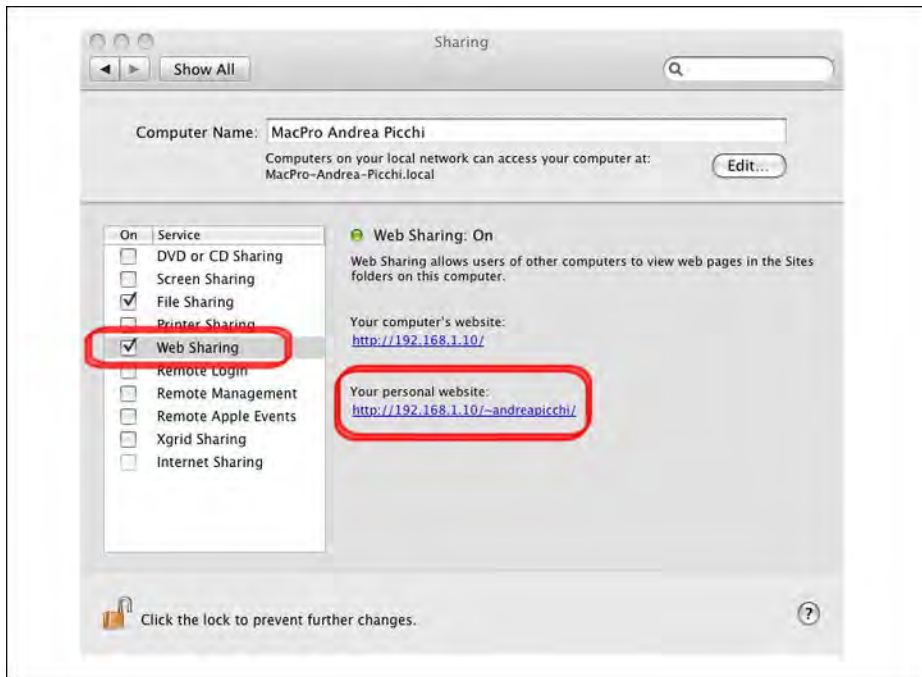 Sharing
Show All
Computer Name: MacPro Andrea Picchi
Computers on your local network can access your computer at:
MacPro-Andrea-Picchi.local
Edit...
On Service
DVD or CD Sharing
Screen Sharing
File Sharing
Printer Sharing
Web Sharing
Remote Login
Remote Management
Remote Apple Events
Xgrid Sharing
Internet Sharing
Web Sharing: On
Web Sharing allows users of other computers to view web pages in the Sites
folders on this computer.
Your computer's website:
http://192.168.1.10/
Your personal website:
http://192.168.1.10/~andreapicchi/
Click the lock to prevent further changes.
?